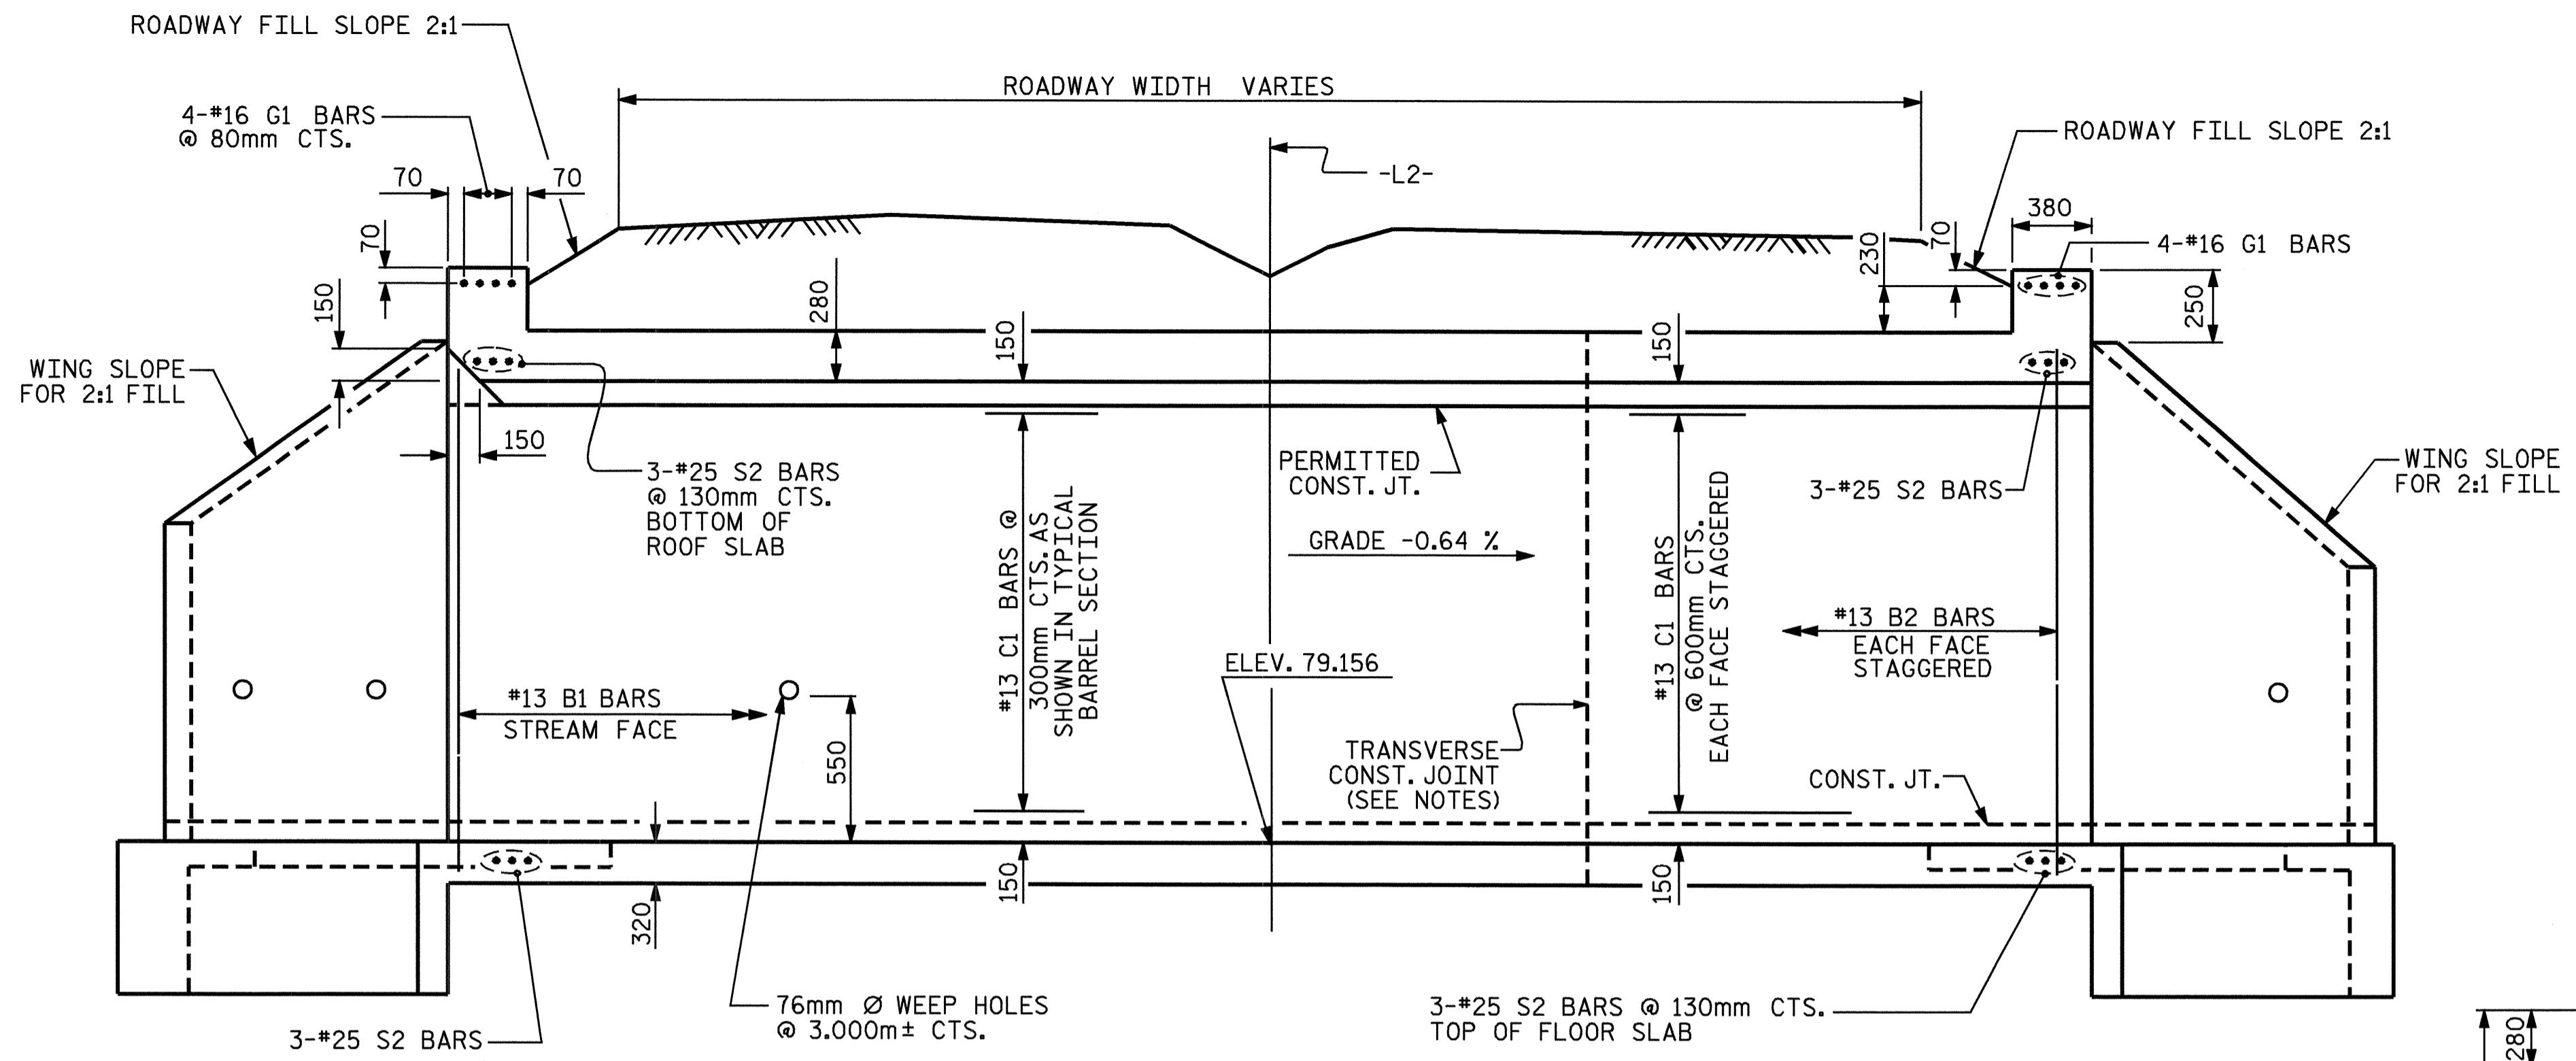 ROADWAY FILL SLOPE 2:1
ROADWAY WIDTH VARIES
4-#16 G1 BARS
@ 80mm CTS.
ROADWAY FILL SLOPE 2:1
-L2-
70
70
380
4-#16 G1 BARS
70
70
230
250
150
280
150
150
WING SLOPE
FOR 2:1 FILL
150
3-#25 S2 BARS
@ 130mm CTS.
BOTTOM OF
ROOF SLAB
PERMITTED
CONST. JT.
3-#25 S2 BARS
WING SLOPE
FOR 2:1 FILL
#13 C1 BARS @
300mm CTS. AS
SHOWN IN TYPICAL
BARREL SECTION
GRADE -0.64 %
#13 C1 BARS
@ 600mm CTS.
EACH FACE STAGGERED
#13 B2 BARS
EACH FACE
STAGGERED
ELEV. 79.156
#13 B1 BARS
STREAM FACE
550
TRANSVERSE
CONST. JOINT
(SEE NOTES)
CONST. JT.
150
150
320
76mm Ø WEEP HOLES
@ 3.000m± CTS.
3-#25 S2 BARS @ 130mm CTS.
TOP OF FLOOR SLAB
3-#25 S2 BARS
280